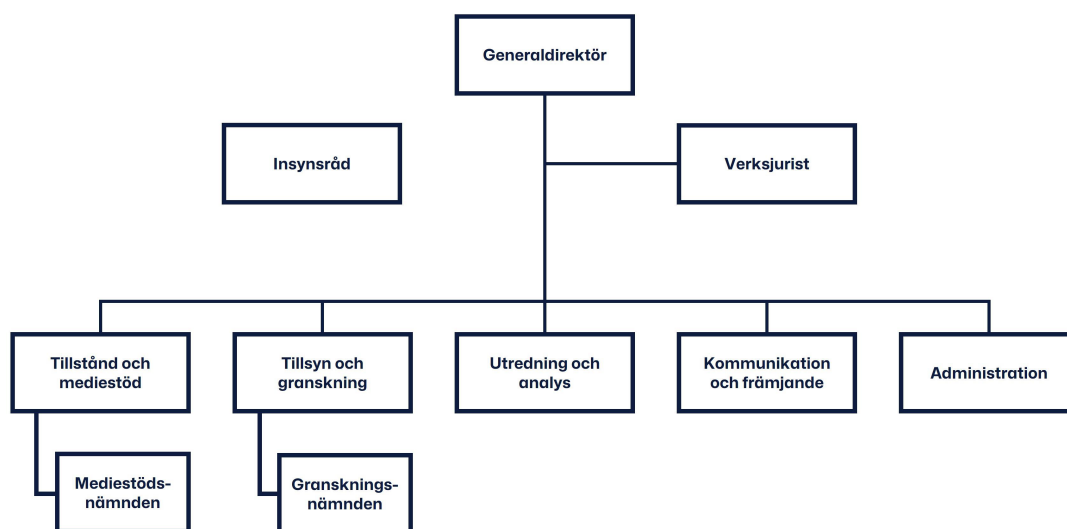 Generaldirektör
Insynsråd
Verksjurist
Tillstånd och
mediestöd
Tillsyn och
granskning
Utredning och
analys
Kommunikation
och främjande
Administration
Mediestöds-
nämnden
Gransknings-
nämnden